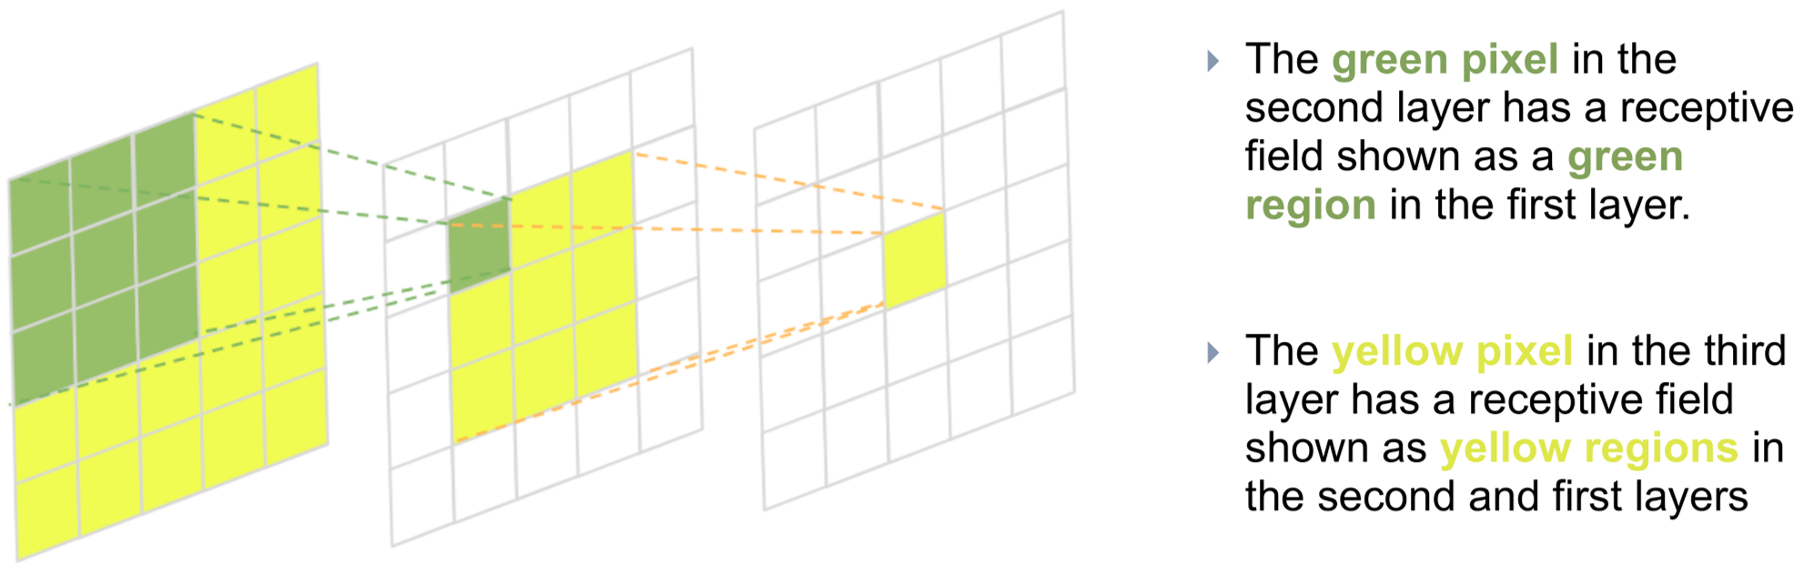 The green pixel in the
second layer has a receptive
field shown as a green
region in the first layer.
The yellow pixel in the third
layer has a receptive field
shown as yellow regions in
the second and first layers